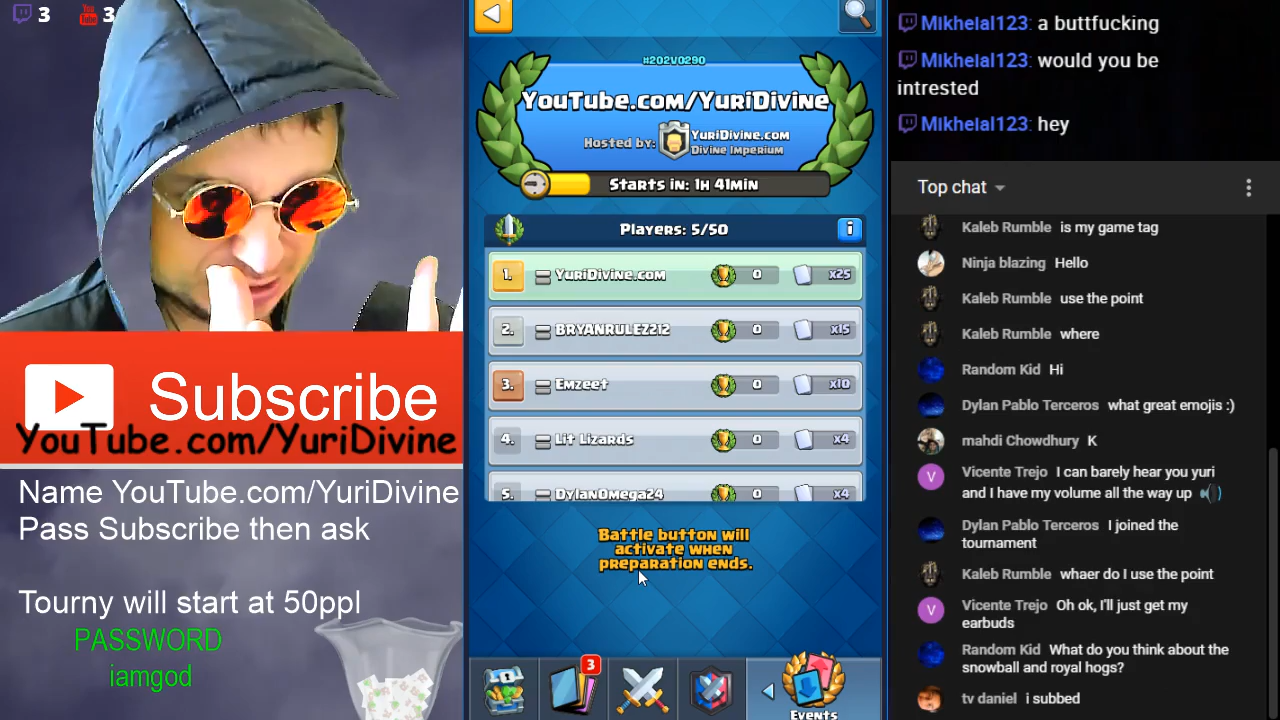 3 3
Subscribe
YouTube.com/YuriDivine
Name YouTube.com/YuriDivine
Pass Subscribe then ask
Tourny will start at 50ppl
PASSWORD
iamgod
#202V0290
YouTube.com/YuriDivine
Hosted by: YuriDivine.com
Divine Imperium
Starts in: 1h 41min
Players: 5/50
i
1. YuriDivine.com 0 x25
2. BRYANRULEZ212 0 x15
3. Emzeet 0 x10
4. Lit Lizards 0 x4
5. DylanOmega24 0 x4
Battle button will
activate when
preparation ends.
3
Events
Mikhelal123: a buttfucking
Mikhelal123: would you be
intrested
Mikhelal123: hey
Top chat
Kaleb Rumble is my game tag
Ninja blazing Hello
Kaleb Rumble use the point
Kaleb Rumble where
Random Kid Hi
Dylan Pablo Terceros what great emojis :)
mahdi Chowdhury K
V Vicente Trejo I can barely hear you yuri
and I have my volume all the way up
Dylan Pablo Terceros I joined the
tournament
Kaleb Rumble whaer do I use the point
V Vicente Trejo Oh ok, I'll just get my
earbuds
Random Kid What do you think about the
snowball and royal hogs?
tv daniel i subbed